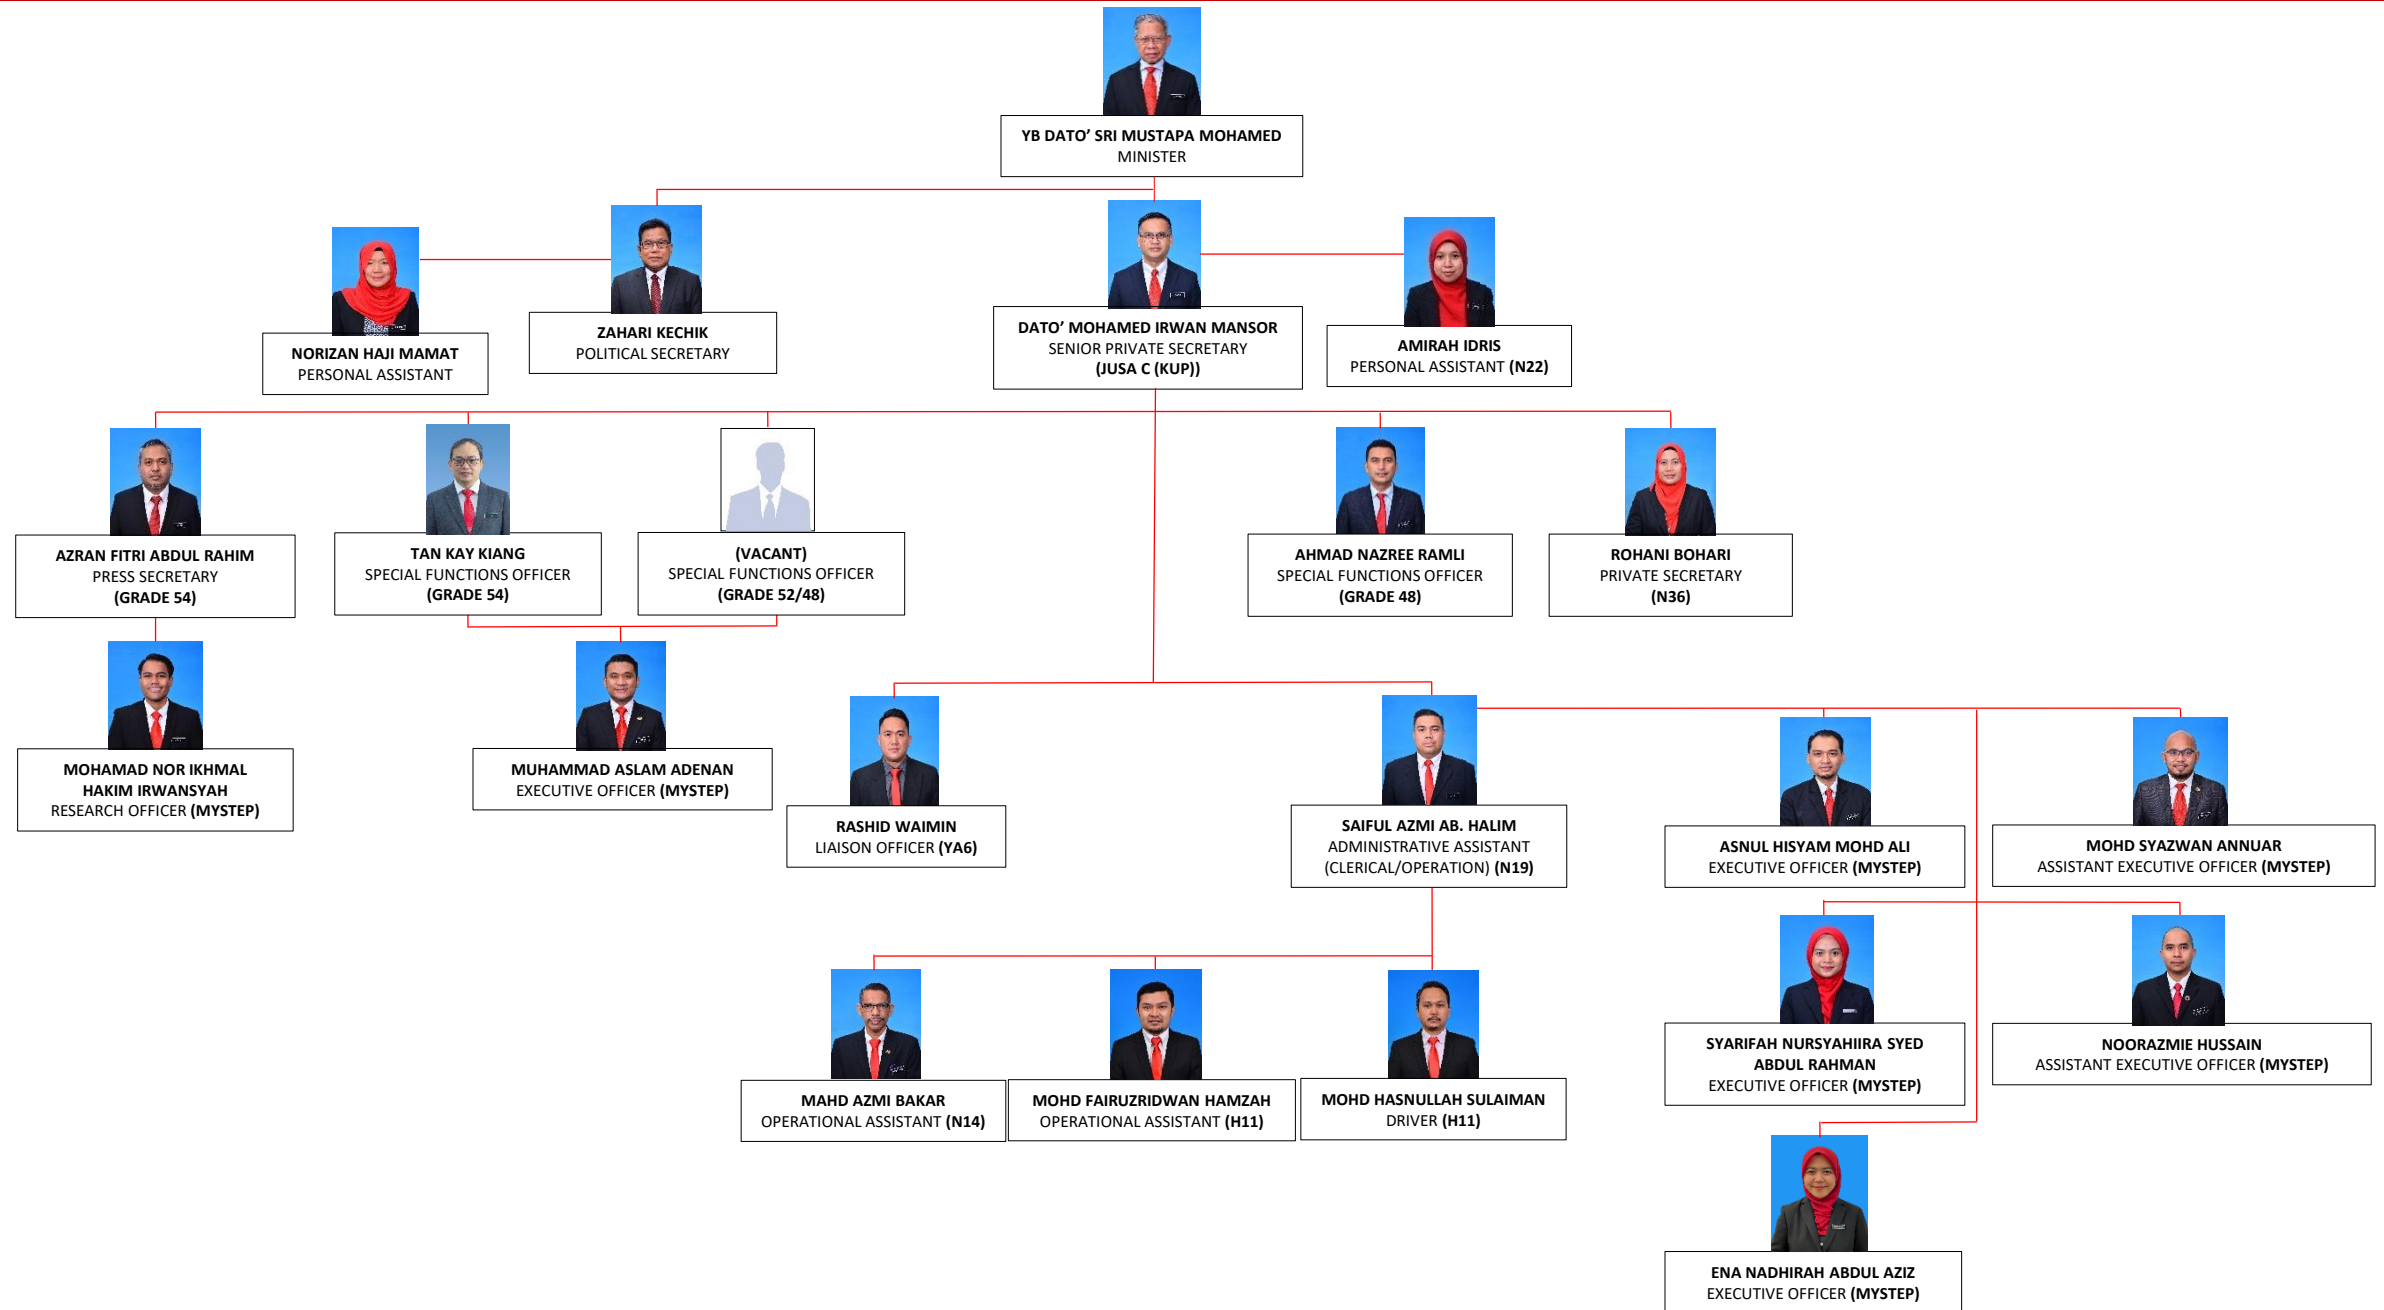 YB DATO’ SRI MUSTAPA MOHAMED
MINISTER
NORIZAN HAJI MAMAT
PERSONAL ASSISTANT
ZAHARI KECHIK
POLITICAL SECRETARY
DATO’ MOHAMED IRWAN MANSOR
SENIOR PRIVATE SECRETARY
(JUSA C (KUP))
AMIRAH IDRIS
PERSONAL ASSISTANT (N22)
AZRAN FITRI ABDUL RAHIM
PRESS SECRETARY
(GRADE 54)
TAN KAY KIANG
SPECIAL FUNCTIONS OFFICER
(GRADE 54)
(VACANT)
SPECIAL FUNCTIONS OFFICER
(GRADE 52/48)
AHMAD NAZREE RAMLI
SPECIAL FUNCTIONS OFFICER
(GRADE 48)
ROHANI BOHARI
PRIVATE SECRETARY
(N36)
MOHAMAD NOR IKHMAL
HAKIM IRWANSYAH
RESEARCH OFFICER (MYSTEP)
MUHAMMAD ASLAM ADENAN
EXECUTIVE OFFICER (MYSTEP)
RASHID WAIMIN
LIAISON OFFICER (YA6)
SAIFUL AZMI AB. HALIM
ADMINISTRATIVE ASSISTANT
(CLERICAL/OPERATION) (N19)
ASNUL HISYAM MOHD ALI
EXECUTIVE OFFICER (MYSTEP)
MOHD SYAZWAN ANNUAR
ASSISTANT EXECUTIVE OFFICER (MYSTEP)
SYARIFAH NURSYAHIIRA SYED
ABDUL RAHMAN
EXECUTIVE OFFICER (MYSTEP)
NOORAZMIE HUSSAIN
ASSISTANT EXECUTIVE OFFICER (MYSTEP)
MAHD AZMI BAKAR
OPERATIONAL ASSISTANT (N14)
MOHD FAIRUZRIDWAN HAMZAH
OPERATIONAL ASSISTANT (H11)
MOHD HASNULLAH SULAIMAN
DRIVER (H11)
ENA NADHIRAH ABDUL AZIZ
EXECUTIVE OFFICER (MYSTEP)